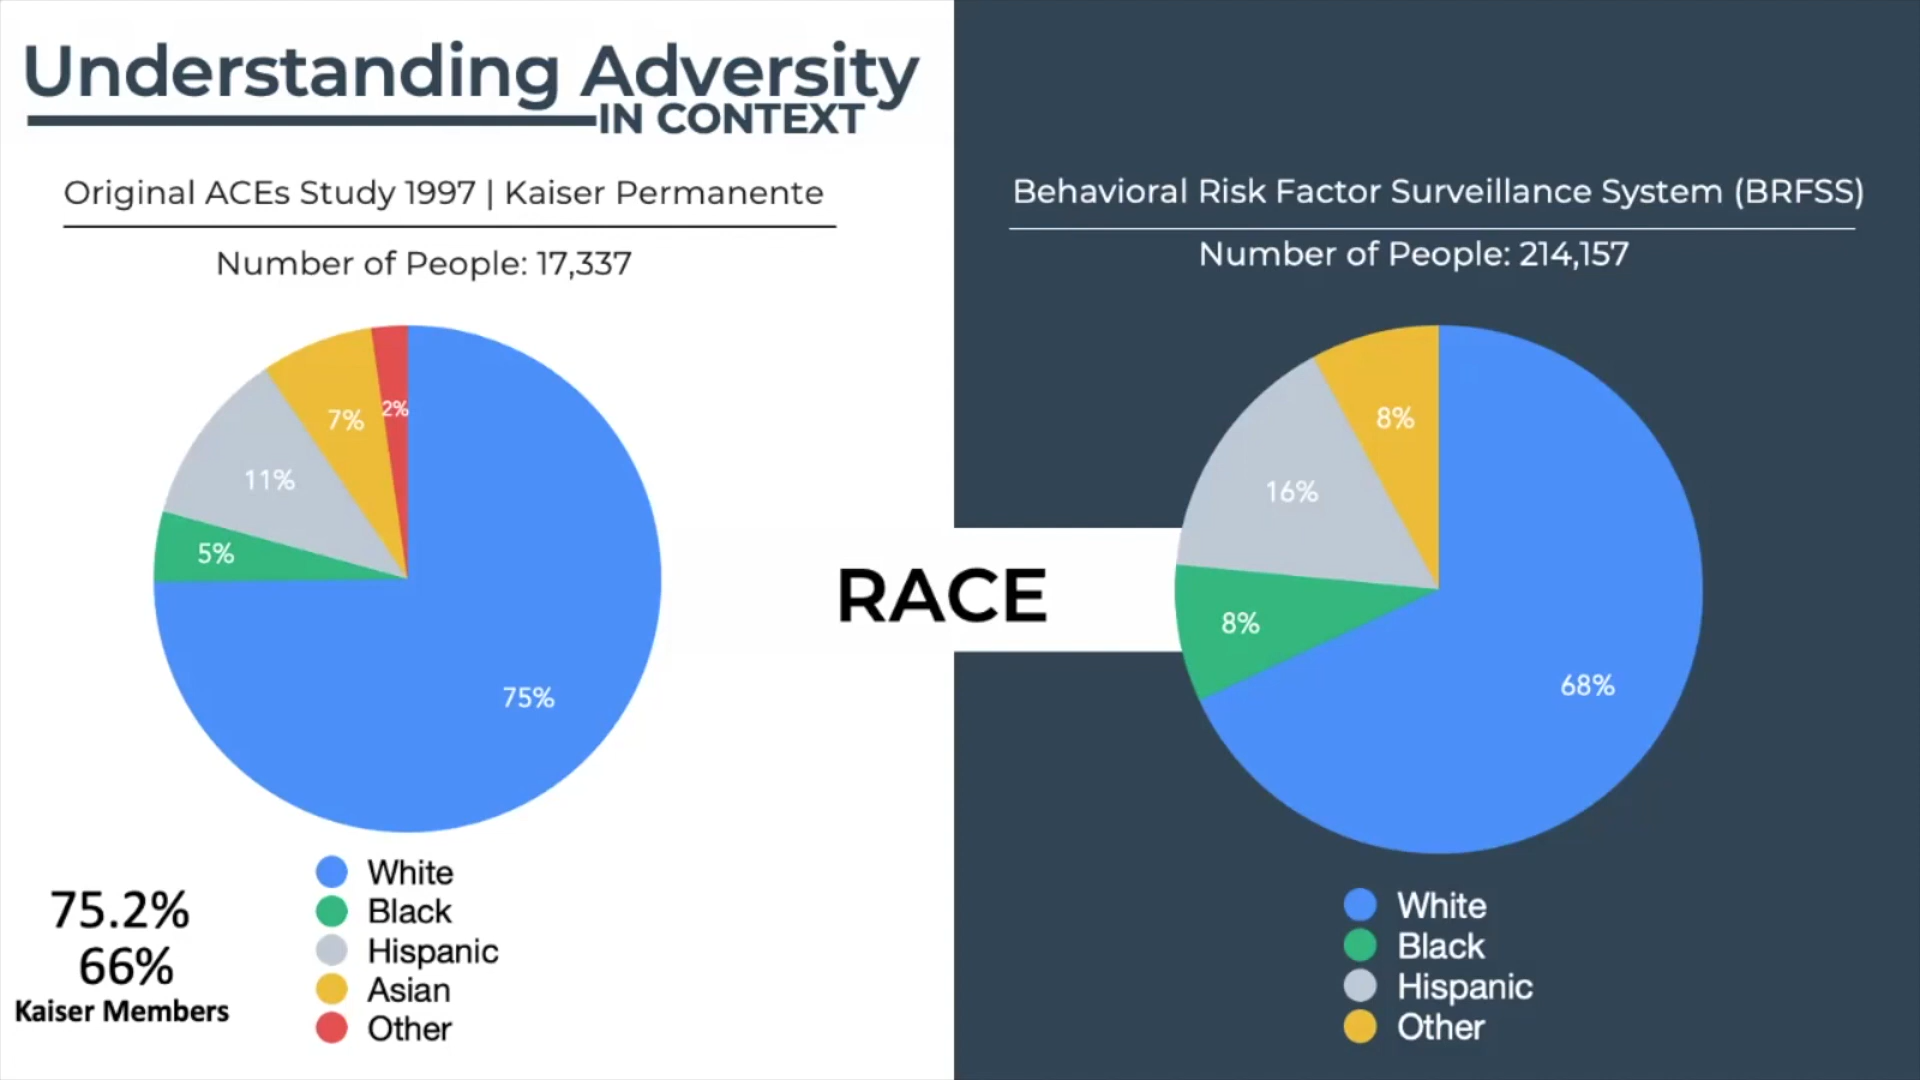 Understanding Adversity
IN CONTEXT
Original ACEs Study 1997 | Kaiser Permanente
Number of People: 17,337
2%
7%
11%
5%
75%
75.2%
66%
Kaiser Members
White
Black
Hispanic
Asian
Other
RACE
Behavioral Risk Factor Surveillance System (BRFSS)
Number of People: 214,157
8%
16%
8%
68%
White
Black
Hispanic
Other